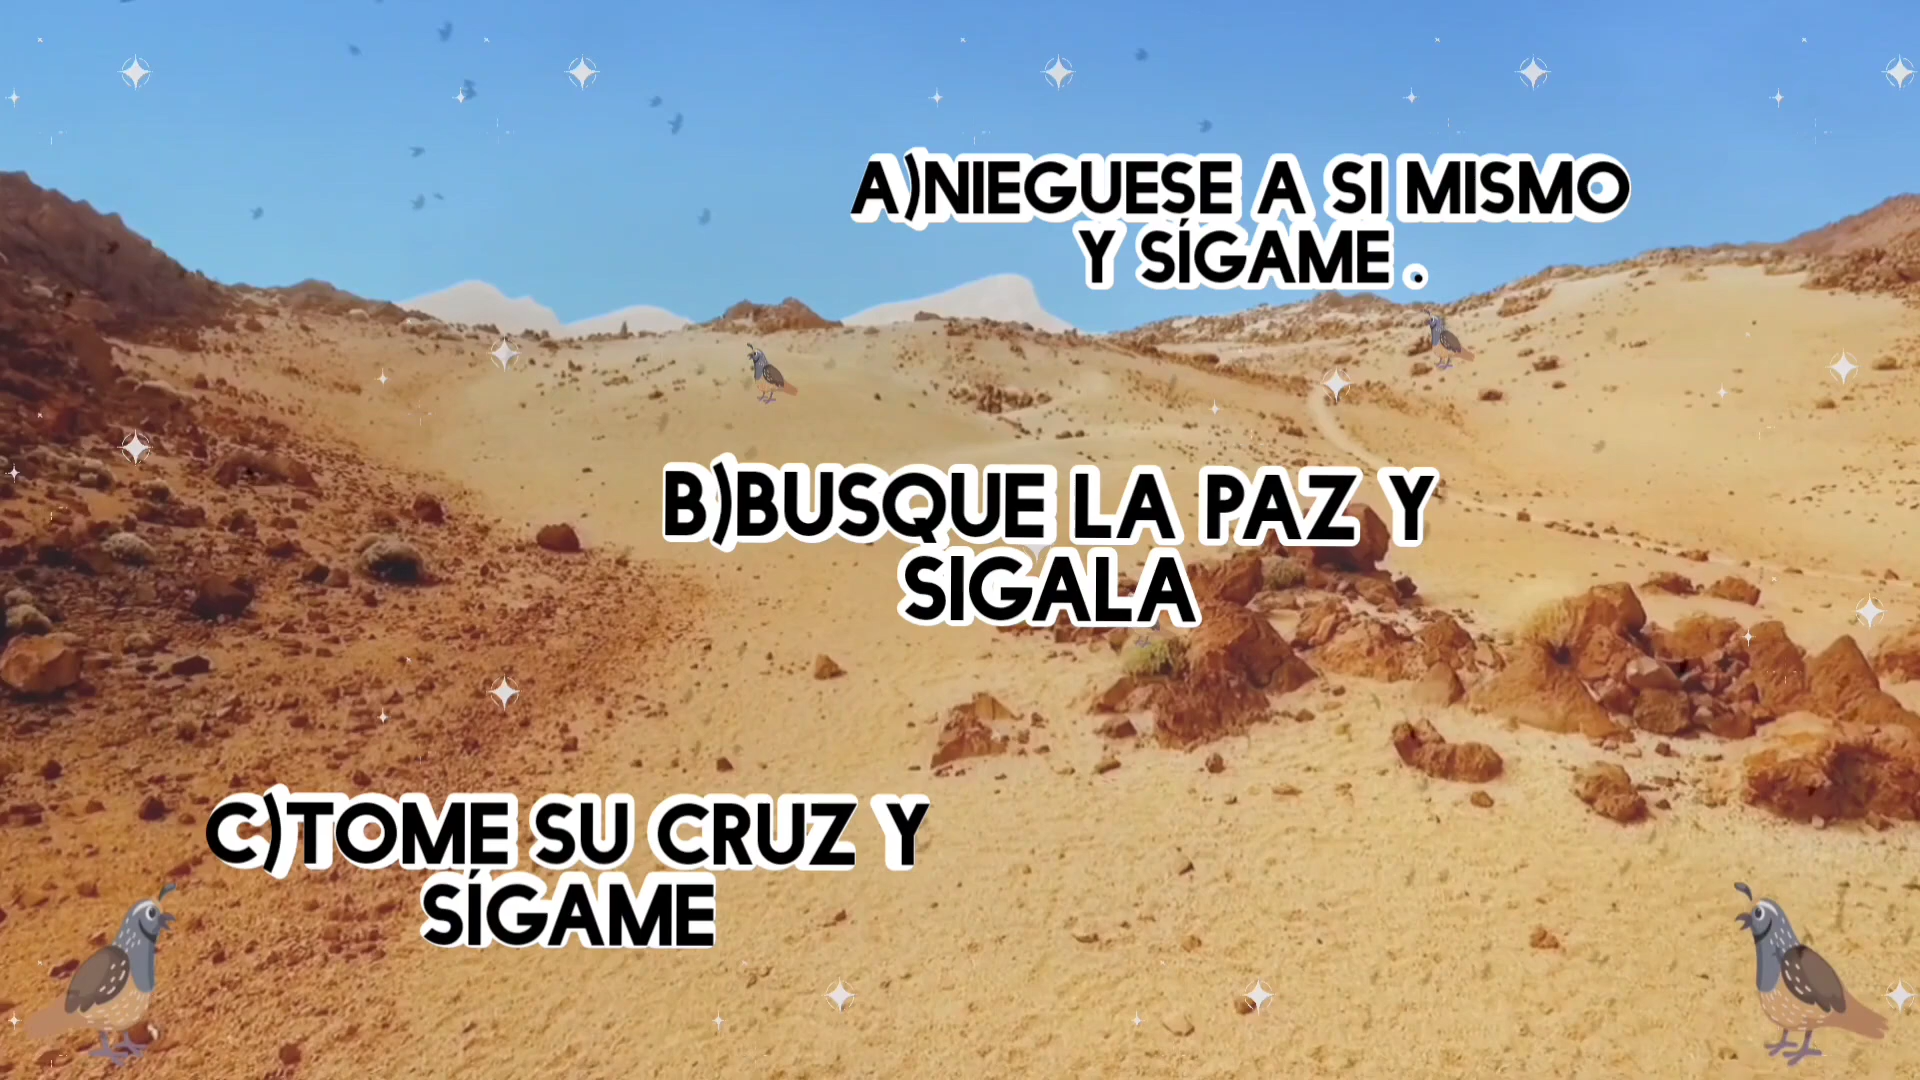 A)NIEGUESE A SI MISMO
Y SÍGAME .
B)BUSQUE LA PAZ Y
SIGALA
C)TOME SU CRUZ Y
SÍGAME